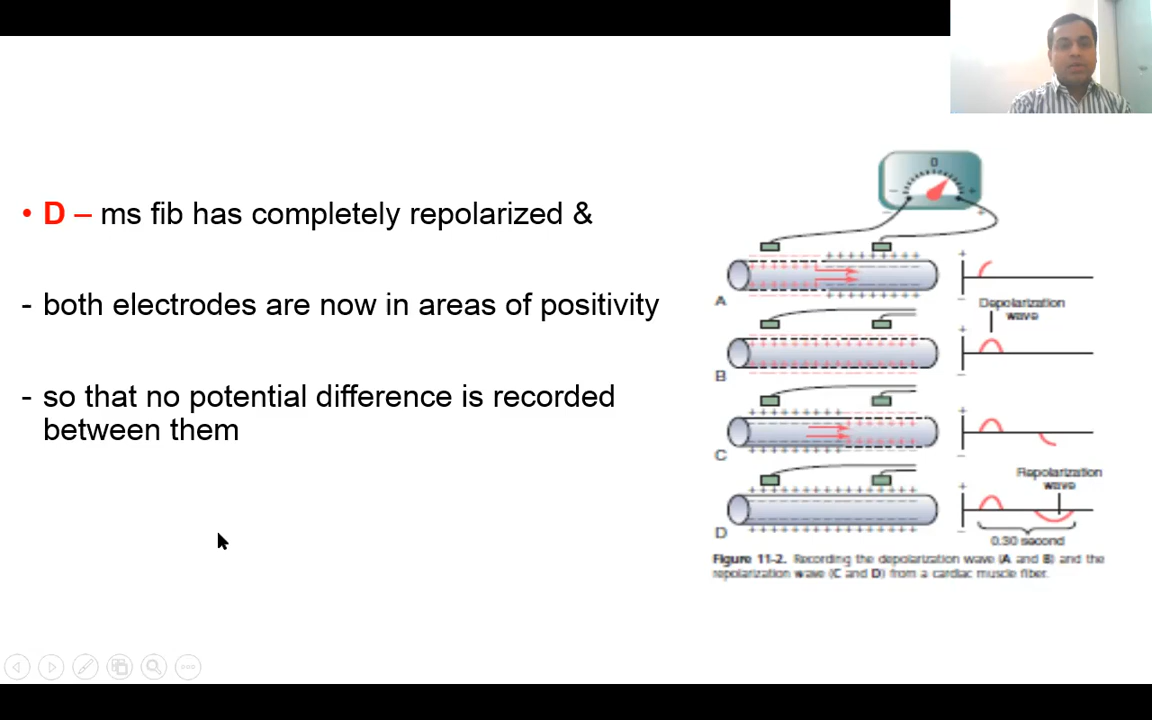 • D – ms fib has completely repolarized &
- both electrodes are now in areas of positivity
- so that no potential difference is recorded
between them
0
− +
− +
A
+
−
Depolarization
wave
B
+
−
C
+
−
Repolarization
wave
D
+
−
0.30 second
Figure 11-2. Recording the depolarization wave (A and B) and the
repolarization wave (C and D) from a cardiac muscle fiber.